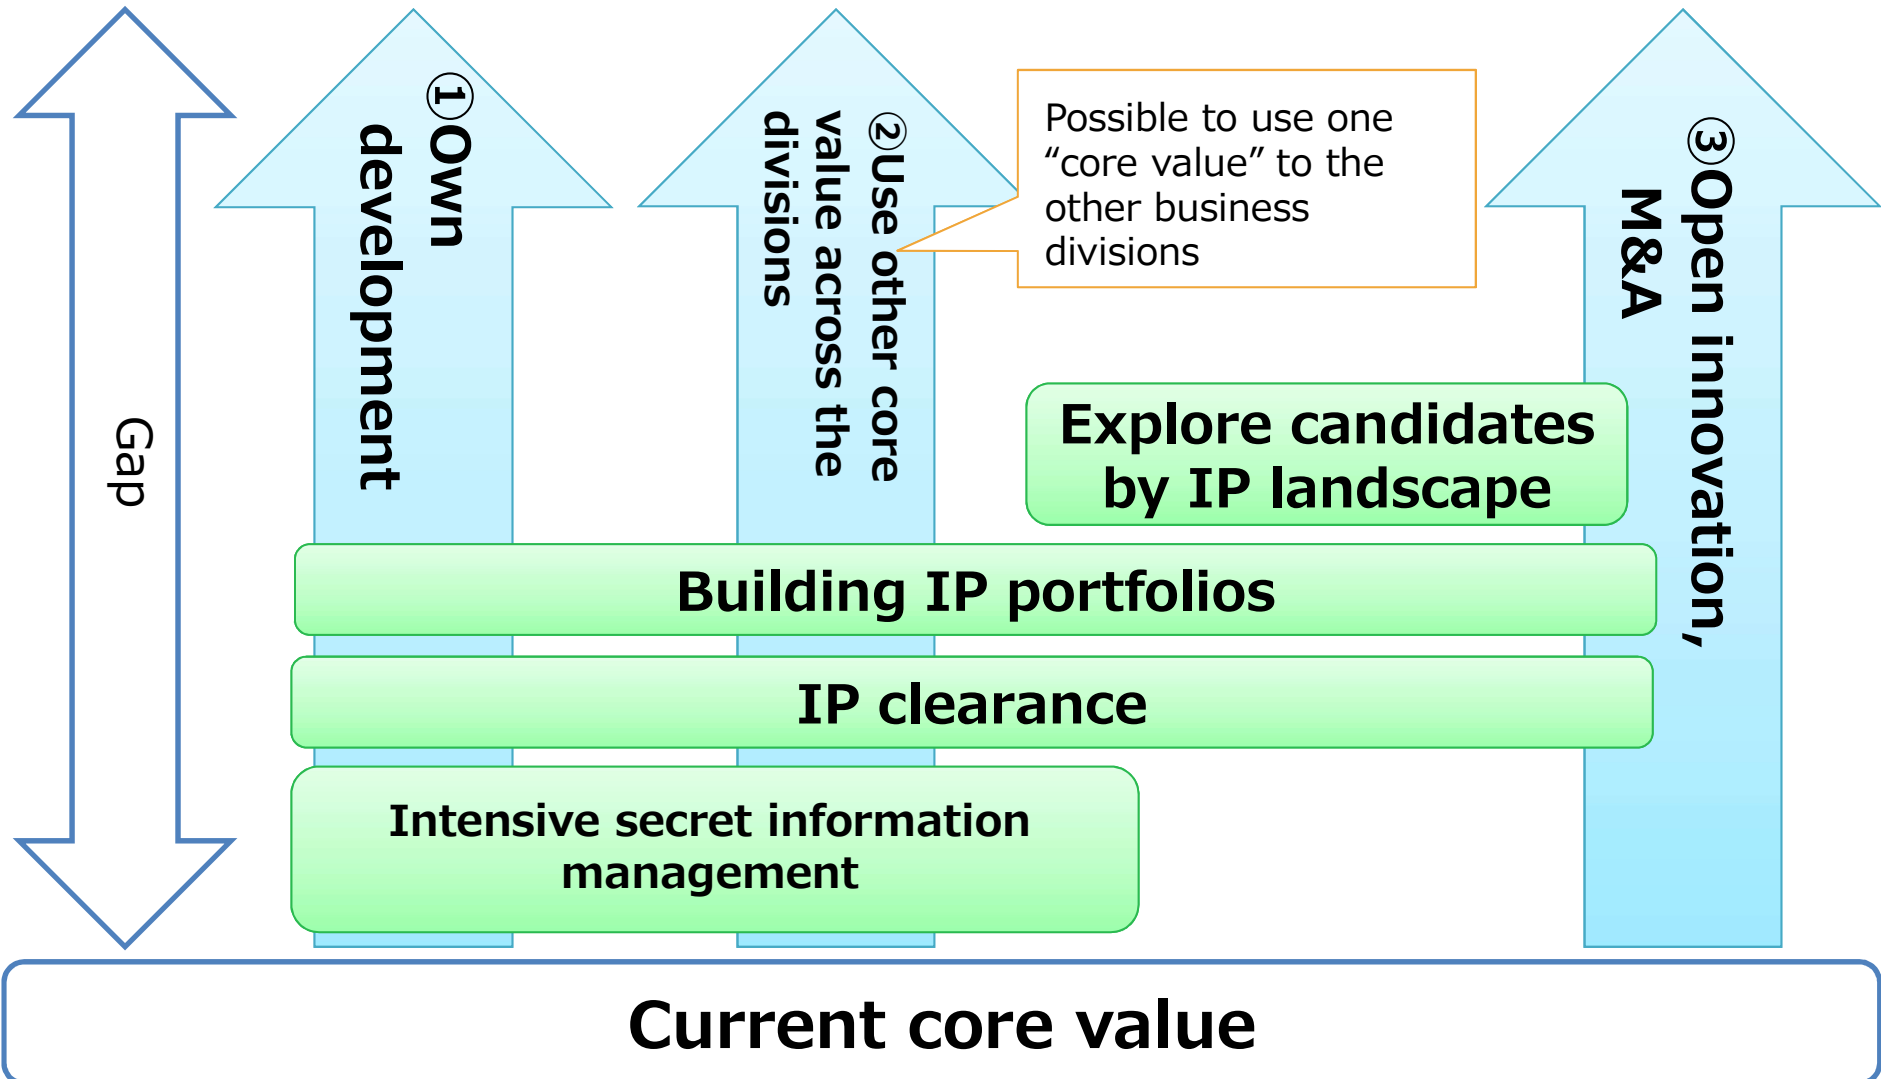 Gap
①Own
development
②Use other core
value across the
divisions
Possible to use one
“core value” to the
other business
divisions
③Open innovation,
M&A
Explore candidates
by IP landscape
Building IP portfolios
IP clearance
Intensive secret information
management
Current core value